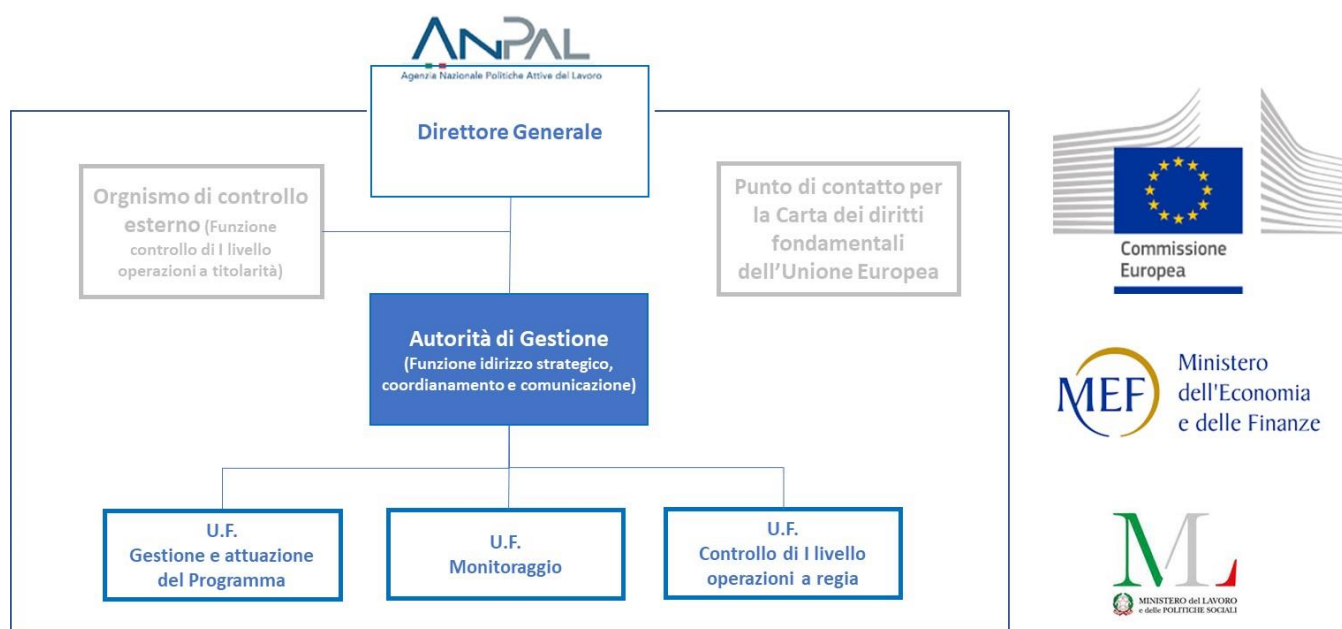 ANPAL
Agenzia Nazionale Politiche Attive del Lavoro
Direttore Generale
Orgnismo di controllo
esterno (Funzione
controllo di I livello
operazioni a titolarità)
Punto di contatto per
la Carta dei diritti
fondamentali
dell'Unione Europea
Autorità di Gestione
(Funzione idirizzo strategico,
coordianamento e comunicazione)
U.F.
Gestione e attuazione
del Programma
U.F.
Monitoraggio
U.F.
Controllo di I livello
operazioni a regia
Commissione
Europea
MEF
Ministero
dell'Economia
e delle Finanze
ML
MINISTERO del LAVORO
e delle POLITICHE SOCIALI